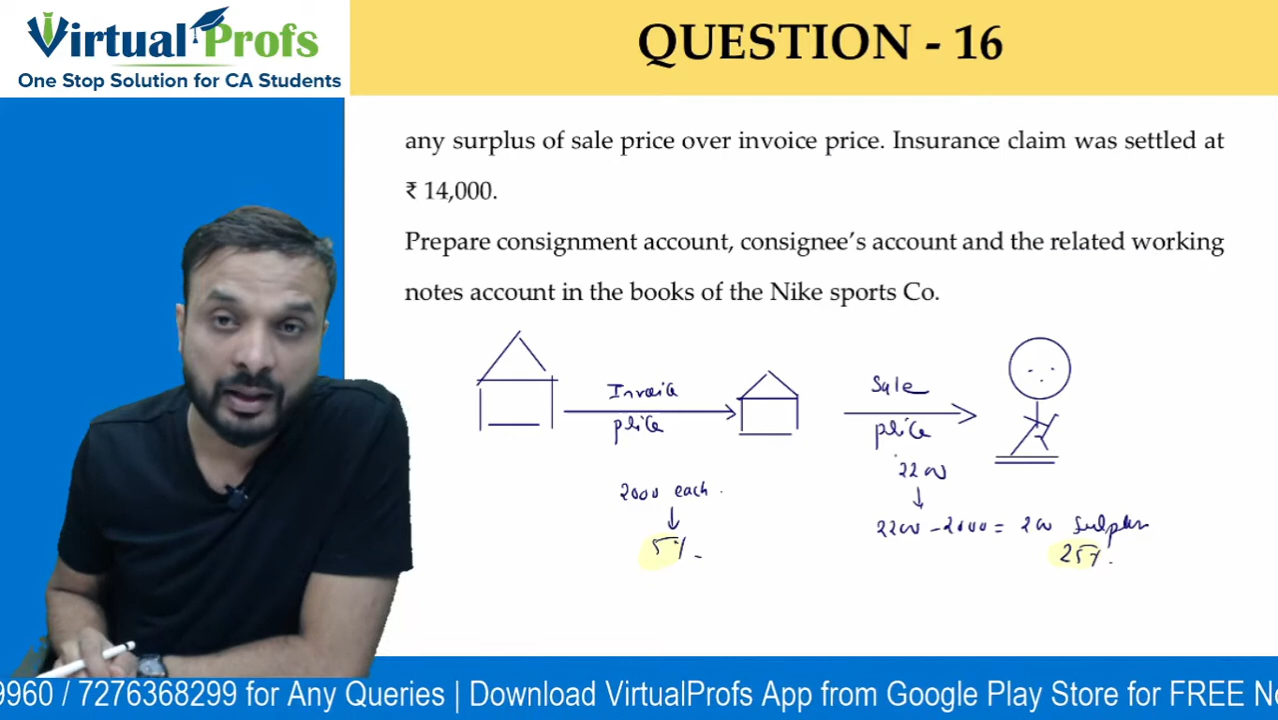 Virtual Profs
One Stop Solution for CA Students
QUESTION - 16
any surplus of sale price over invoice price. Insurance claim was settled at
₹ 14,000.
Prepare consignment account, consignee's account and the related working
notes account in the books of the Nike sports Co.
Invoice
price
Sale
price
2200
2000 each.
2200 - 2000 = 200 surplus
5%.
25%.
9960 / 7276368299 for Any Queries | Download VirtualProfs App from Google Play Store for FREE No